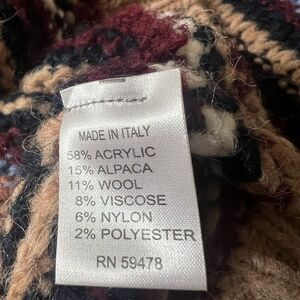 MADE IN ITALY
58% ACRYLIC
15% ALPACA
11% WOOL
8% VISCOSE
6% NYLON
2% POLYESTER
RN 59478